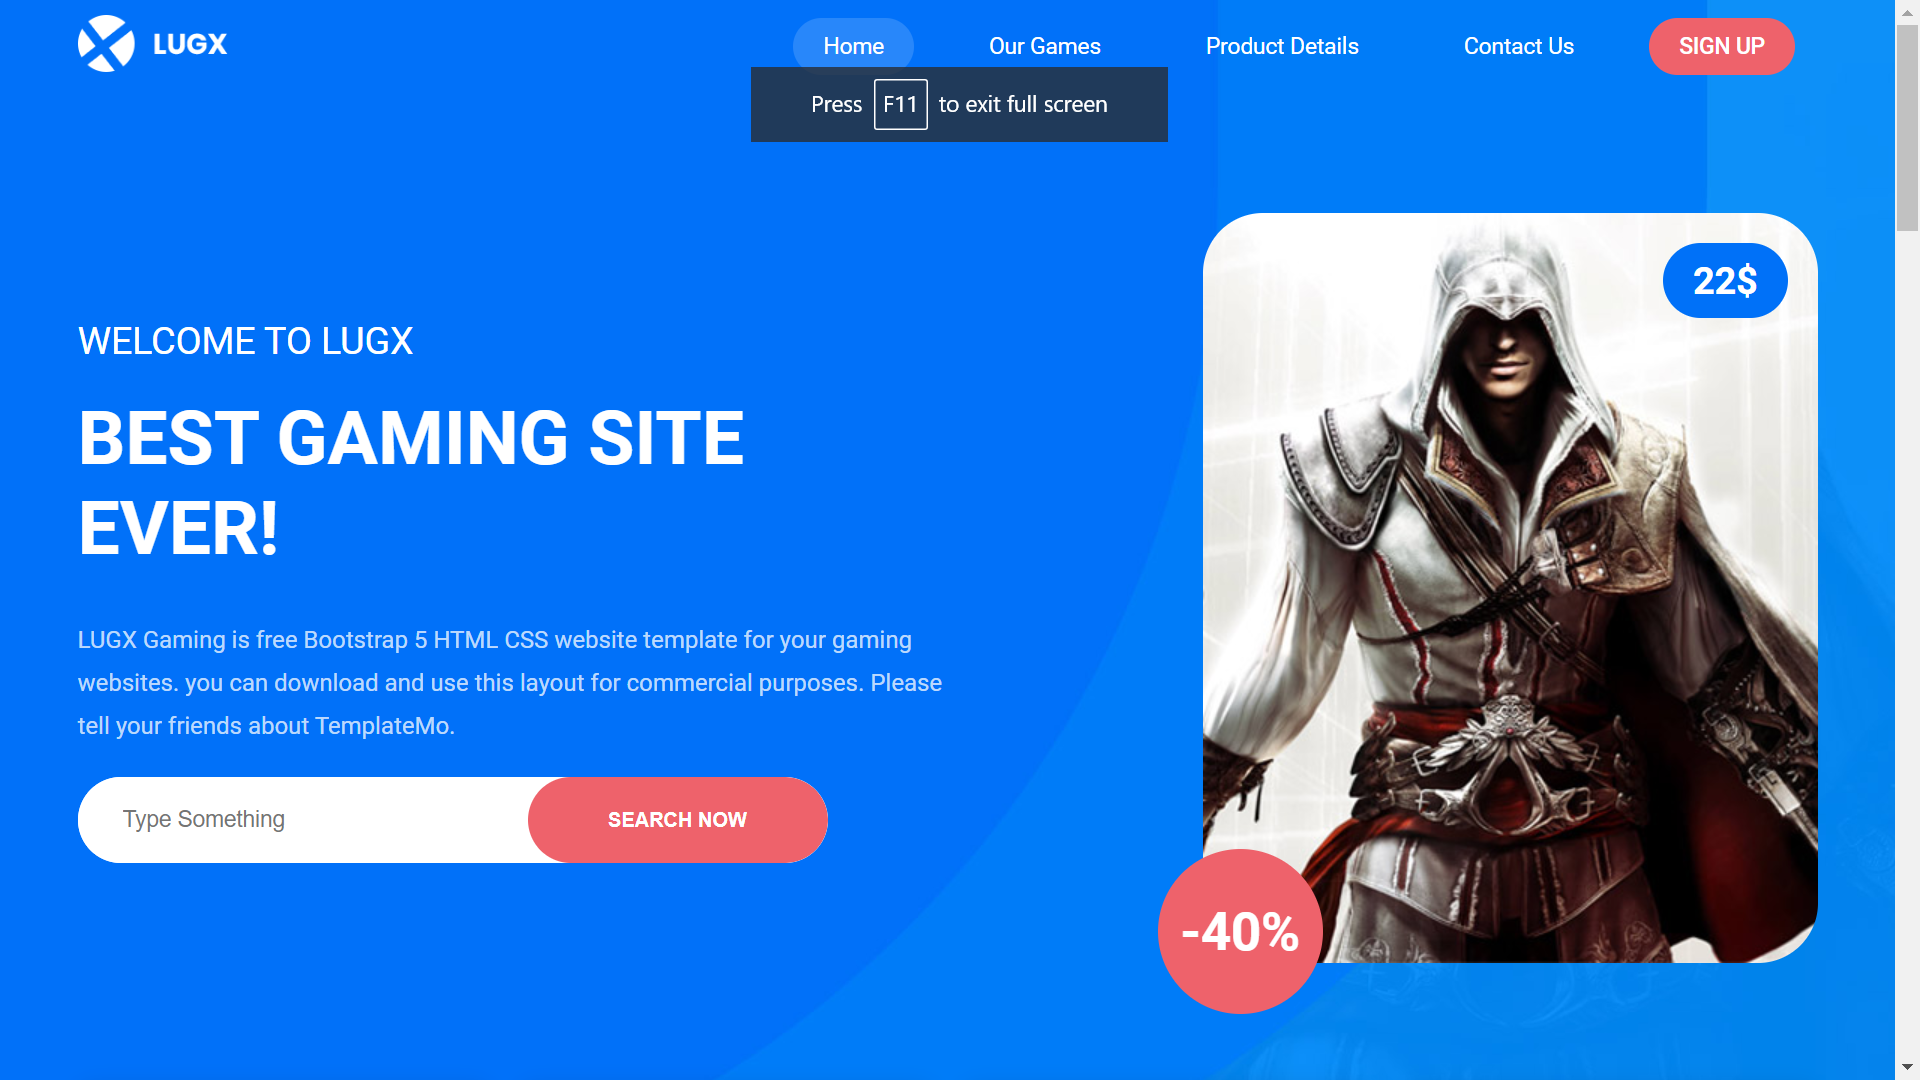 LUGX
Home
Our Games
Product Details
Contact Us
SIGN UP
Press F11 to exit full screen
22$
WELCOME TO LUGX
BEST GAMING SITE
EVER!
LUGX Gaming is free Bootstrap 5 HTML CSS website template for your gaming
websites. you can download and use this layout for commercial purposes. Please
tell your friends about TemplateMo.
Type Something
SEARCH NOW
-40%